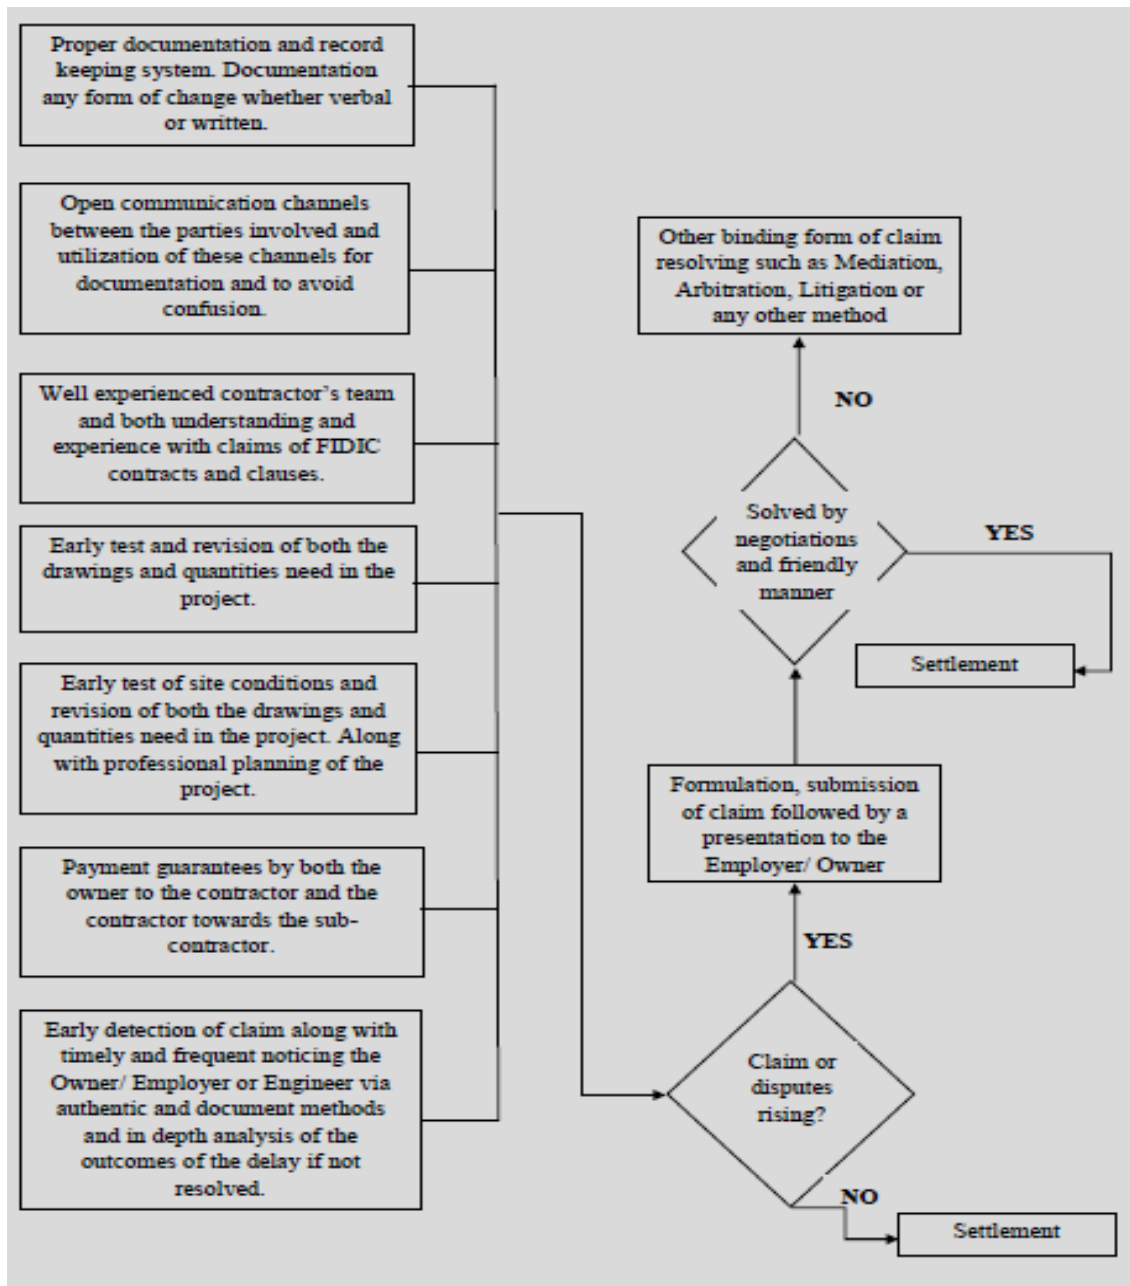 Proper documentation and record
keeping system. Documentation
any form of change whether verbal
or written.
Open communication channels
between the parties involved and
utilization of these channels for
documentation and to avoid
confusion.
Well experienced contractor's team
and both understanding and
experience with claims of FIDIC
contracts and clauses.
Early test and revision of both the
drawings and quantities need in the
project.
Early test of site conditions and
revision of both the drawings and
quantities need in the project. Along
with professional planning of the
project.
Payment guarantees by both the
owner to the contractor and the
contractor towards the sub-
contractor.
Early detection of claim along with
timely and frequent noticing the
Owner/ Employer or Engineer via
authentic and document methods
and in depth analysis of the
outcomes of the delay if not
resolved.
Other binding form of claim
resolving such as Mediation,
Arbitration, Litigation or
any other method
NO
Solved by
negotiations
and friendly
manner
YES
Settlement
Formulation, submission
of claim followed by a
presentation to the
Employer/ Owner
YES
Claim or
disputes
rising?
NO
Settlement